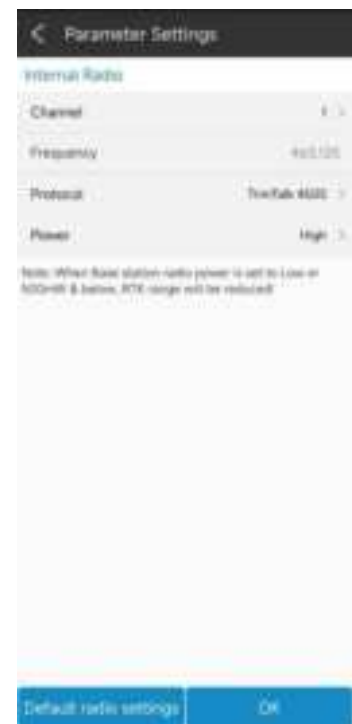 Parameter Settings
Internal Radio
Channel
Frequency
Protocol
Power High
Note: When Base station radio power is set to Low or
& below, RTK range will be reduced!
Default radio settings OK